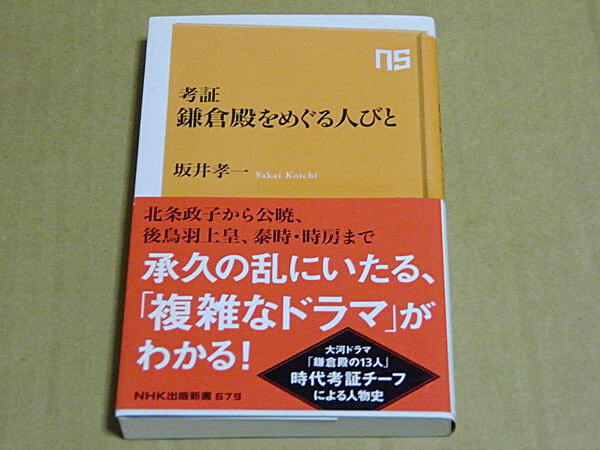 ns
考証
鎌倉殿をめぐる人びと
坂井孝一 Sakai Koichi
北条政子から公暁、
後鳥羽上皇、泰時・時房まで
承久の乱にいたる、
「複雑なドラマ」が
わかる!
大河ドラマ
「鎌倉殿の13人」
時代考証チーフ
による人物史
NHK出版新書 679